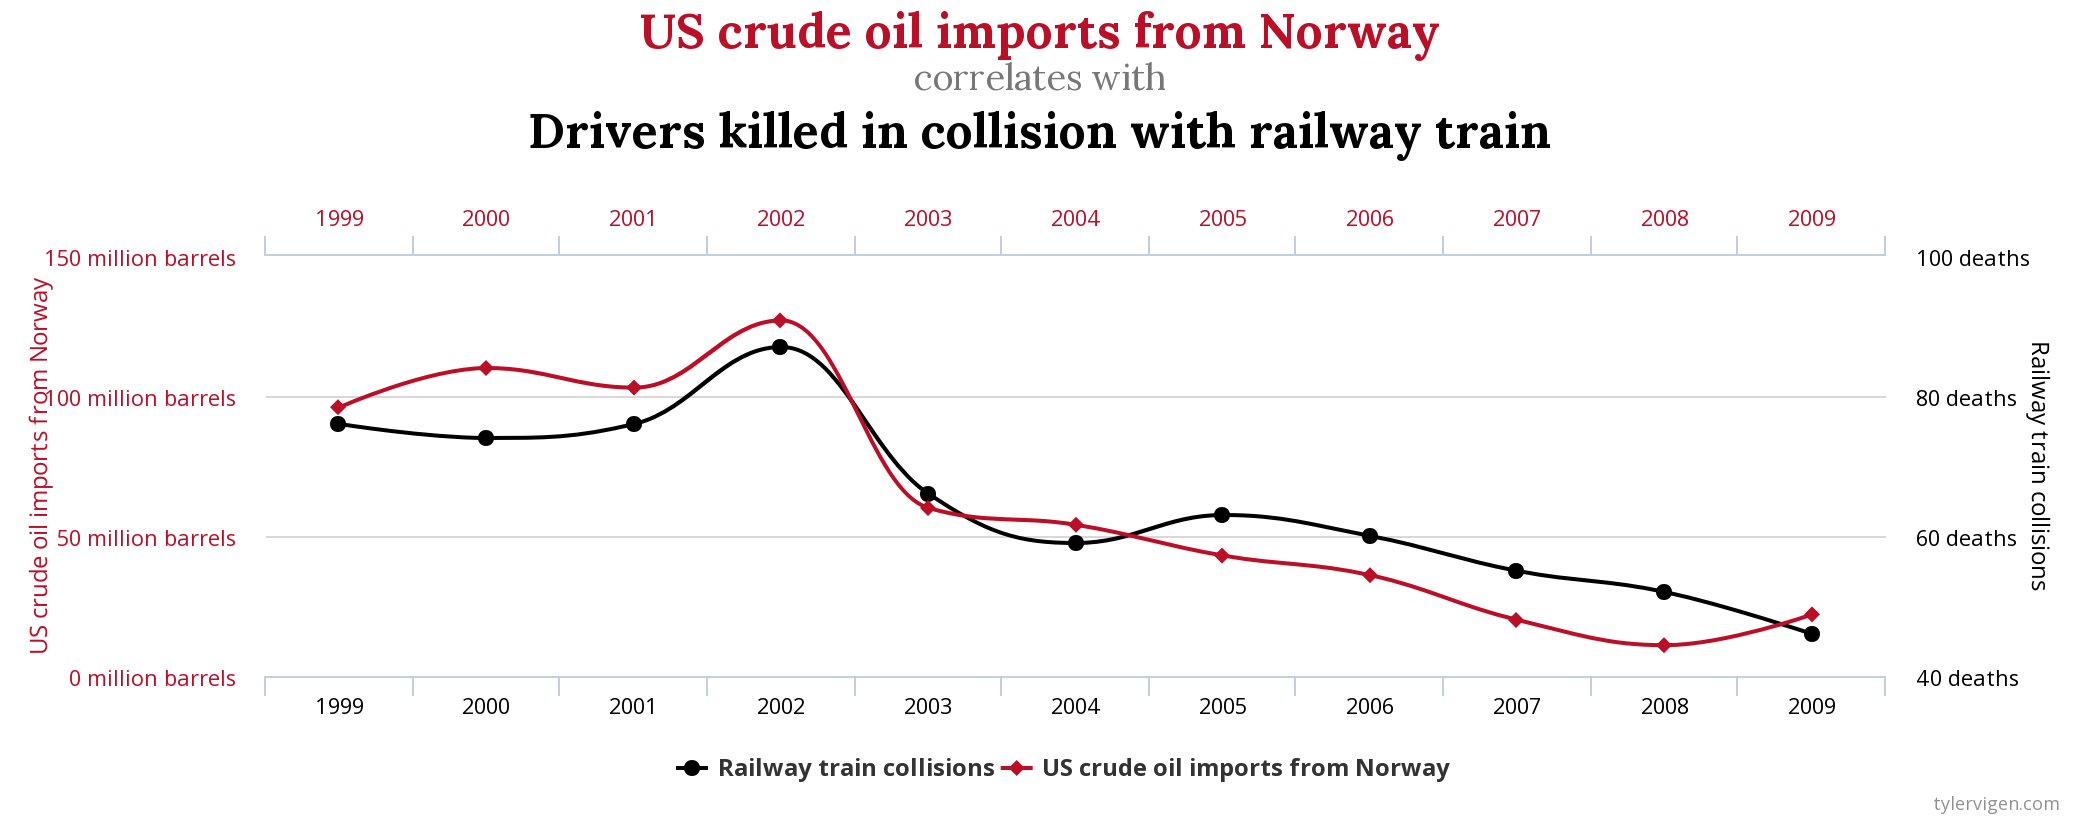 US crude oil imports from Norway
correlates with
Drivers killed in collision with railway train
1999 2000 2001 2002 2003 2004 2005 2006 2007 2008 2009
150 million barrels 100 deaths
100 million barrels 80 deaths
50 million barrels 60 deaths
0 million barrels 40 deaths
US crude oil imports from Norway
Railway train collisions
1999 2000 2001 2002 2003 2004 2005 2006 2007 2008 2009
Railway train collisions US crude oil imports from Norway
tylervigen.com